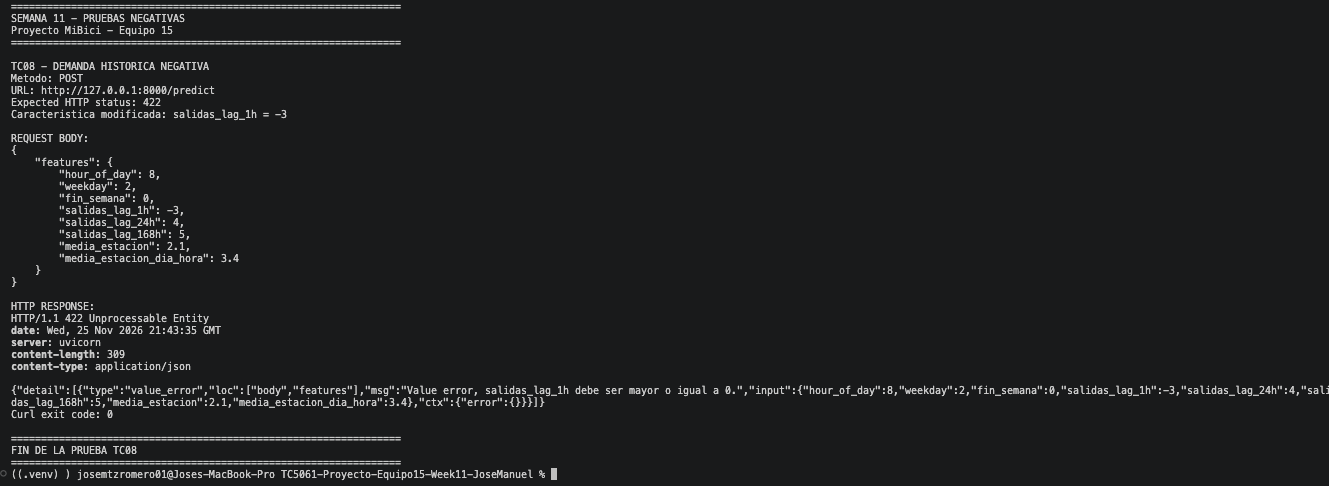 =================================================================
SEMANA 11 - PRUEBAS NEGATIVAS
Proyecto MiBici - Equipo 15
=================================================================
TC08 - DEMANDA HISTORICA NEGATIVA
Metodo: POST
URL: http://127.0.0.1:8000/predict
Expected HTTP status: 422
Caracteristica modificada: salidas_lag_1h = -3
REQUEST BODY:
{
    "features": {
        "hour_of_day": 8,
        "weekday": 2,
        "fin_semana": 0,
        "salidas_lag_1h": -3,
        "salidas_lag_24h": 4,
        "salidas_lag_168h": 5,
        "media_estacion": 2.1,
        "media_estacion_dia_hora": 3.4
    }
}
HTTP RESPONSE:
HTTP/1.1 422 Unprocessable Entity
date: Wed, 25 Nov 2026 21:43:35 GMT
server: uvicorn
content-length: 309
content-type: application/json
{"detail":[{"type":"value_error","loc":["body","features"],"msg":"Value error, salidas_lag_1h debe ser mayor o igual a 0.","input":{"hour_of_day":8,"weekday":2,"fin_semana":0,"salidas_lag_1h":-3,"salidas_lag_24h":4,"sali
das_lag_168h":5,"media_estacion":2.1,"media_estacion_dia_hora":3.4},"ctx":{"error":{}}}]}
Curl exit code: 0
=================================================================
FIN DE LA PRUEBA TC08
=================================================================
((.venv) ) josemtzromero01@Joses-MacBook-Pro TC5061-Proyecto-Equipo15-Week11-JoseManuel %